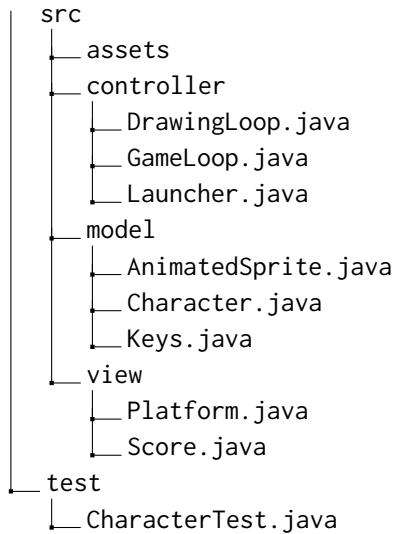 src
assets
controller
DrawingLoop.java
GameLoop.java
Launcher.java
model
AnimatedSprite.java
Character.java
Keys.java
view
Platform.java
Score.java
test
CharacterTest.java